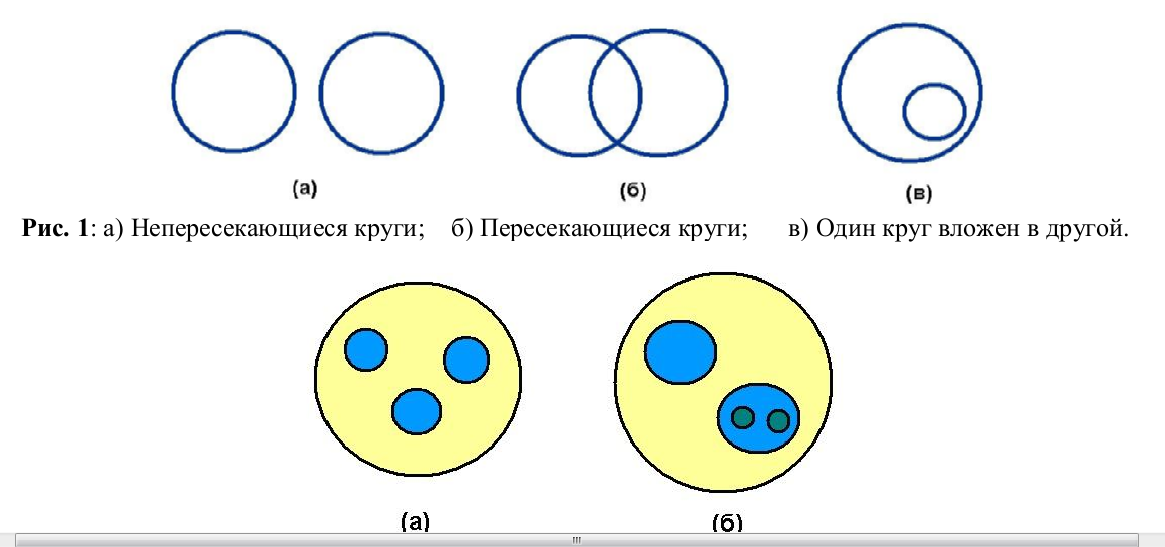 (а) (б) (в)
Рис. 1: а) Непересекающиеся круги; б) Пересекающиеся круги; в) Один круг вложен в другой.
(а) (б)